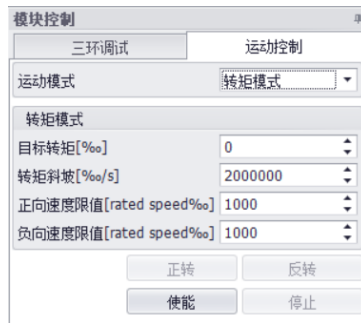 模块控制
三环调试 运动控制
运动模式 转矩模式
转矩模式
目标转矩[‰] 0
转矩斜坡[‰/s] 2000000
正向速度限值[rated speed‰] 1000
负向速度限值[rated speed‰] 1000
正转 反转
使能 停止